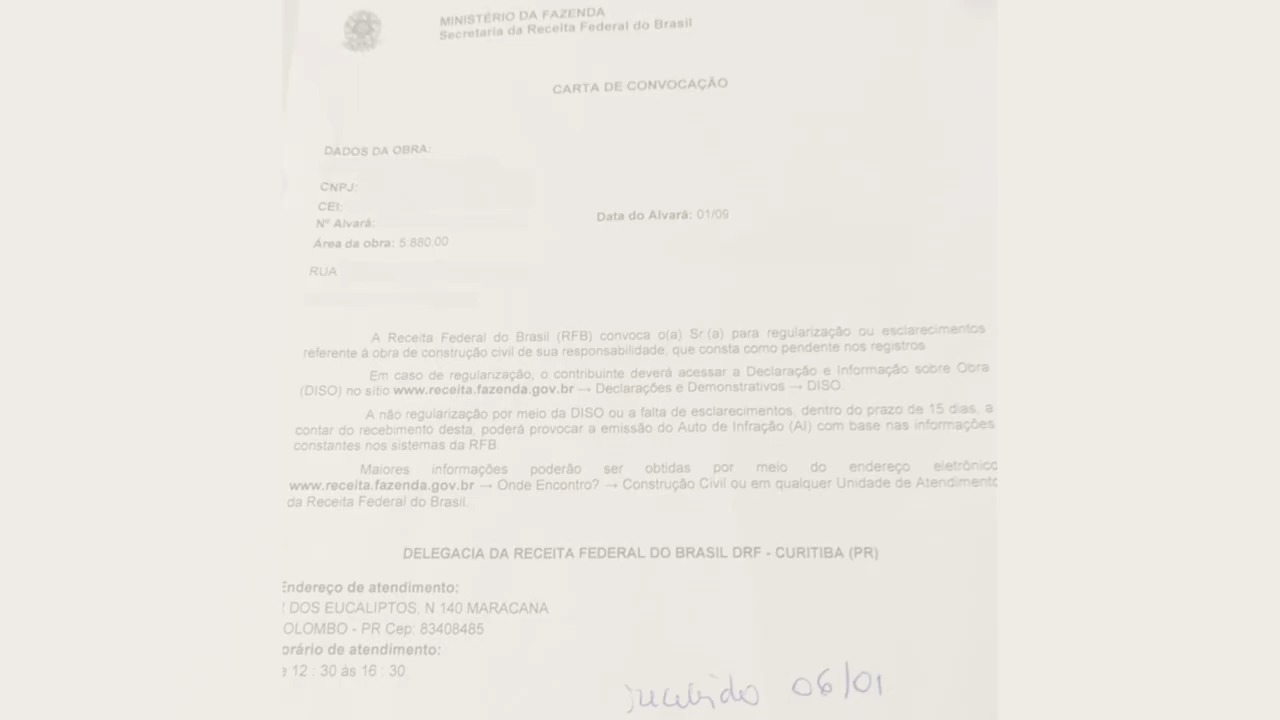 MINISTÉRIO DA FAZENDA
Secretaria da Receita Federal do Brasil
CARTA DE CONVOCAÇÃO
DADOS DA OBRA:
CNPJ:
CEI:
Nº Alvará:
Data do Alvará: 01/09
Área da obra: 5.880,00
RUA
A Receita Federal do Brasil (RFB) convoca o(a) Sr.(a) para regularização ou esclarecimentos
referente à obra de construção civil de sua responsabilidade, que consta como pendente nos registros
Em caso de regularização, o contribuinte deverá acessar a Declaração e Informação sobre Obra
(DISO) no sítio www.receita.fazenda.gov.br → Declarações e Demonstrativos → DISO.
A não regularização por meio da DISO ou a falta de esclarecimentos, dentro do prazo de 15 dias, a
contar do recebimento desta, poderá provocar a emissão do Auto de Infração (AI) com base nas informações
constantes nos sistemas da RFB.
Maiores informações poderão ser obtidas por meio do endereço eletrônico
www.receita.fazenda.gov.br → Onde Encontro? → Construção Civil ou em qualquer Unidade de Atendimento
da Receita Federal do Brasil.
DELEGACIA DA RECEITA FEDERAL DO BRASIL DRF - CURITIBA (PR)
Endereço de atendimento:
DOS EUCALIPTOS, N 140 MARACANA
OLOMBO - PR Cep: 83408485
orário de atendimento:
e 12 : 30 às 16 : 30
recebido 06/01